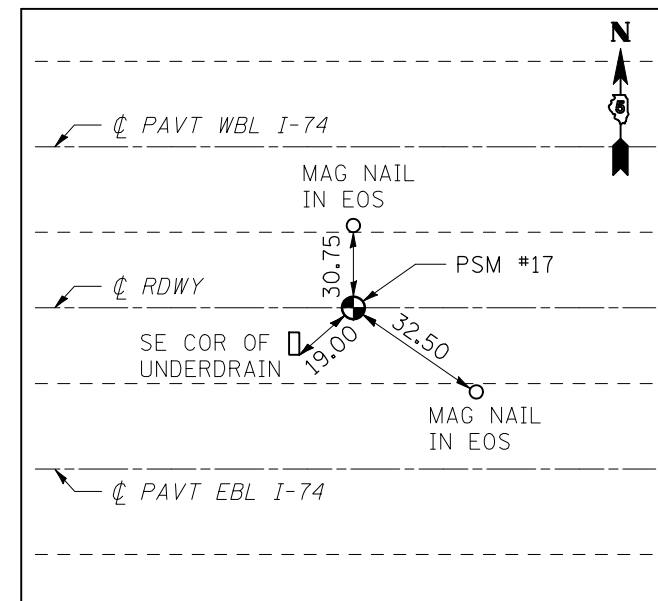 N
5
℄ PAVT WBL I-74
MAG NAIL
IN EOS
30.75
PSM #17
℄ RDWY
SE COR OF
UNDERDRAIN
19.00
32.50
MAG NAIL
IN EOS
℄ PAVT EBL I-74